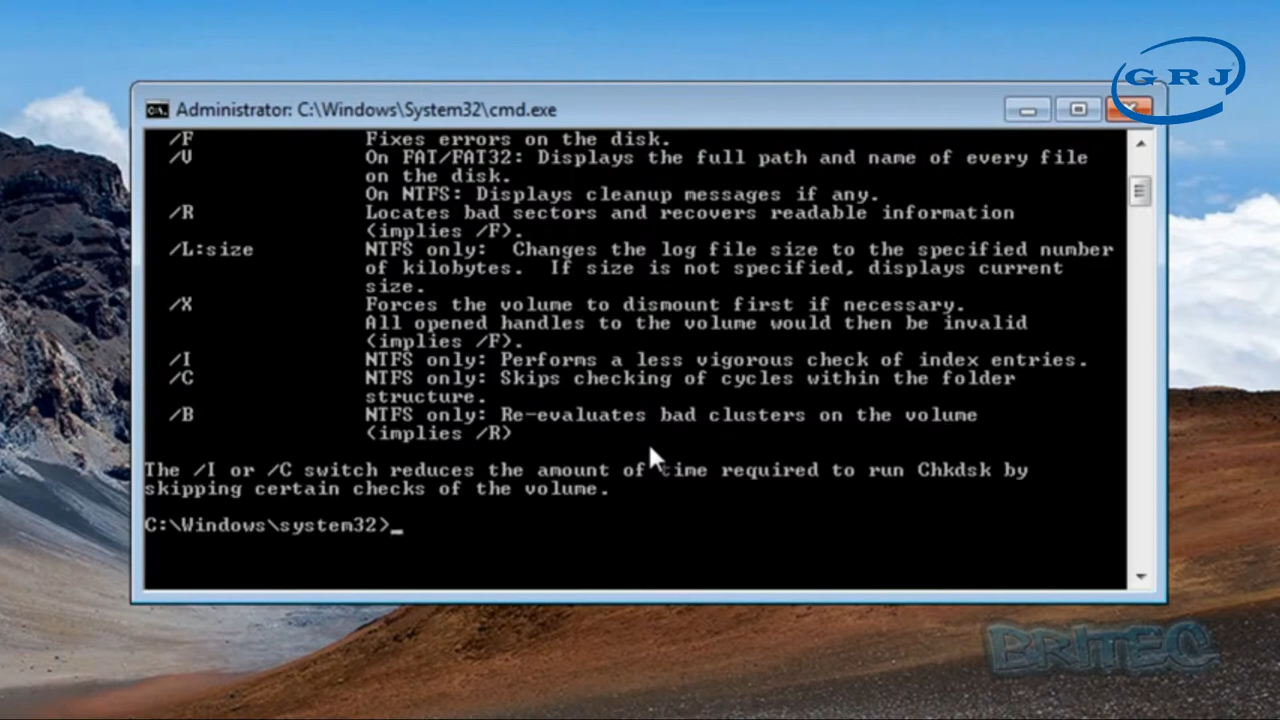 GRJ
Administrator: C:\Windows\System32\cmd.exe
/F Fixes errors on the disk.
/V On FAT/FAT32: Displays the full path and name of every file
on the disk.
On NTFS: Displays cleanup messages if any.
/R Locates bad sectors and recovers readable information
(implies /F).
/L:size NTFS only:  Changes the log file size to the specified number
of kilobytes.  If size is not specified, displays current
size.
/X Forces the volume to dismount first if necessary.
All opened handles to the volume would then be invalid
(implies /F).
/I NTFS only: Performs a less vigorous check of index entries.
/C NTFS only: Skips checking of cycles within the folder
structure.
/B NTFS only: Re-evaluates bad clusters on the volume
(implies /R)
The /I or /C switch reduces the amount of time required to run Chkdsk by
skipping certain checks of the volume.
C:\Windows\system32>_
BRITEC